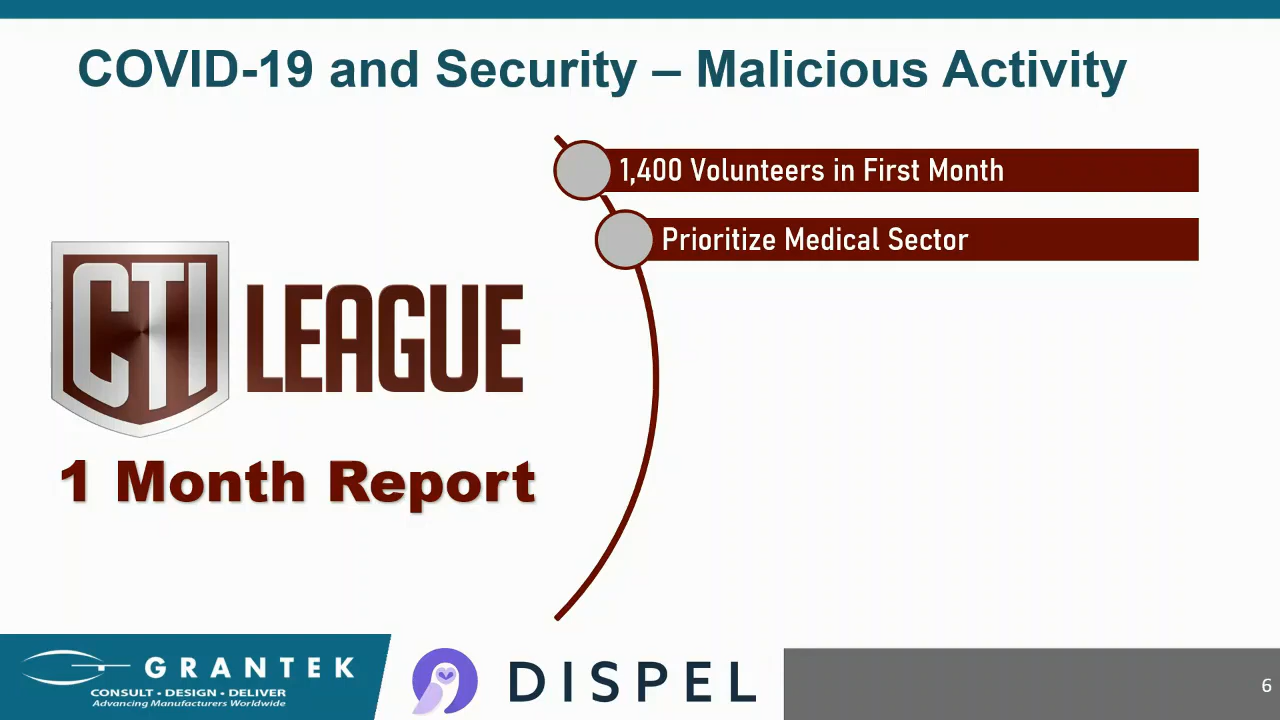 COVID-19 and Security – Malicious Activity
1,400 Volunteers in First Month
Prioritize Medical Sector
CTI LEAGUE
1 Month Report
GRANTEK
CONSULT • DESIGN • DELIVER
Advancing Manufacturers Worldwide
DISPEL
6